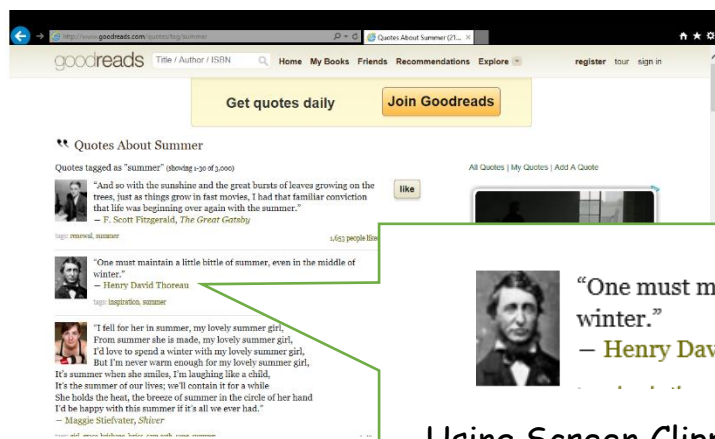 http://www.goodreads.com/quotes/tag/summer
Quotes About Summer (21...
goodreads Title / Author / ISBN Home My Books Friends Recommendations Explore register tour sign in
Get quotes daily Join Goodreads
Quotes About Summer
Quotes tagged as "summer" (showing 1-30 of 3,000)
All Quotes | My Quotes | Add A Quote
“And so with the sunshine and the great bursts of leaves growing on the
trees, just as things grow in fast movies, I had that familiar conviction
that life was beginning over again with the summer.”
― F. Scott Fitzgerald, The Great Gatsby
like
tags: renewal, summer
1,653 people liked
“One must maintain a little bittle of summer, even in the middle of
winter.”
― Henry David Thoreau
tags: inspiration, summer
“I fell for her in summer, my lovely summer girl,
From summer she is made, my lovely summer girl,
I'd love to spend a winter with my lovely summer girl,
But I'm never warm enough for my lovely summer girl,
It's summer when she smiles, I'm laughing like a child,
It's the summer of our lives; we'll contain it for a while
She holds the heat, the breeze of summer in the circle of her hand
I'd be happy with this summer if it's all we ever had.”
― Maggie Stiefvater, Shiver
“One must m
winter.”
― Henry Dav
Using Screen Clipp